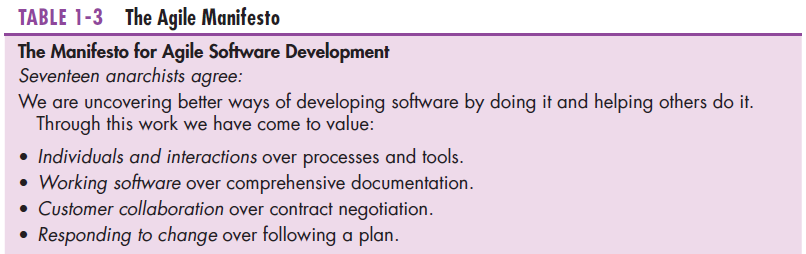 TABLE 1-3 The Agile Manifesto
The Manifesto for Agile Software Development
Seventeen anarchists agree:
We are uncovering better ways of developing software by doing it and helping others do it.
Through this work we have come to value:
• Individuals and interactions over processes and tools.
• Working software over comprehensive documentation.
• Customer collaboration over contract negotiation.
• Responding to change over following a plan.